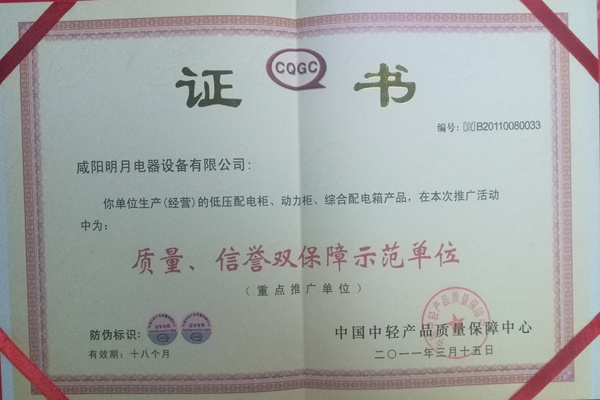 证 CQGC 书
编号: B20110080033
咸阳明月电器设备有限公司:
你单位生产(经营)的低压配电柜、动力柜、综合配电箱产品，在本次推广活动
中为:
质量、信誉双保障示范单位
(重点推广单位)
防伪标识:
中国中轻产品质量保障中心
有效期: 十八个月
二〇一一年三月十五日